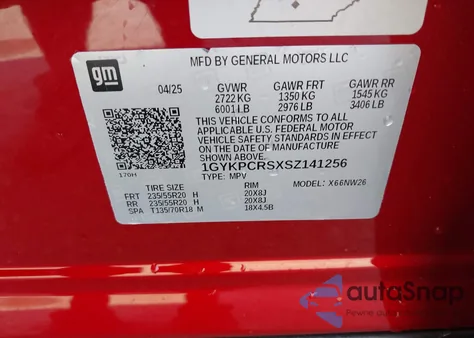 MFD BY GENERAL MOTORS LLC
gm
04/25 GVWR GAWR FRT GAWR RR
2722 KG 1350 KG 1545 KG
6001 LB 2976 LB 3406 LB
THIS VEHICLE CONFORMS TO ALL
APPLICABLE U.S. FEDERAL MOTOR
VEHICLE SAFETY STANDARDS IN EFFECT ON
THE DATE OF MANUFACTURE
SHOWN ABOVE.
1GYKPCRSXSZ141256
170H
TYPE: MPV MODEL: X66NW26
TIRE SIZE RIM
FRT 235/55R20 H 20X8J
RR 235/55R20 H 20X8J
SPA T135/70R18 M 18X4.5B
autoSnap
Pewne auto